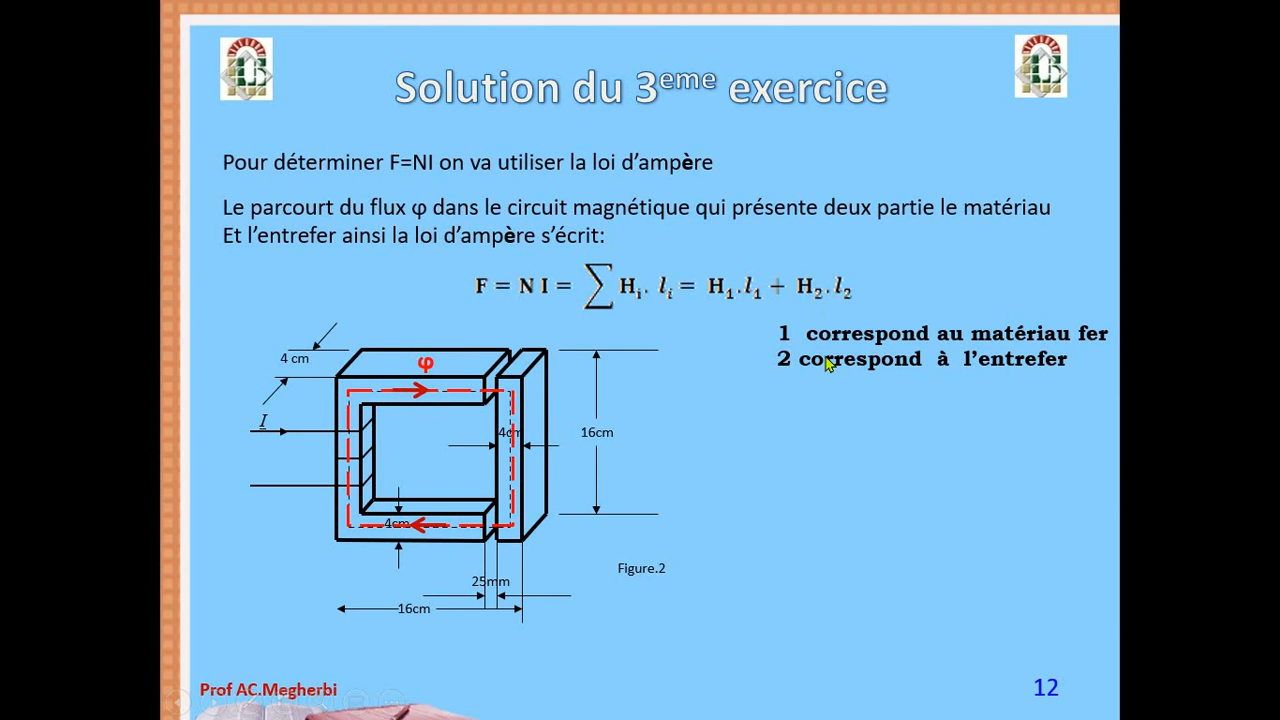 Solution du 3eme exercice
Pour déterminer F=NI on va utiliser la loi d'ampère
Le parcourt du flux φ dans le circuit magnétique qui présente deux partie le matériau
Et l'entrefer ainsi la loi d'ampère s'écrit:
F = N I = ∑ Hi. li = H1.l1 + H2.l2
1 correspond au matériau fer
2 correspond à l'entrefer
4 cm
φ
I
4cm
16cm
4cm
Figure.2
25mm
16cm
Prof AC.Megherbi
12